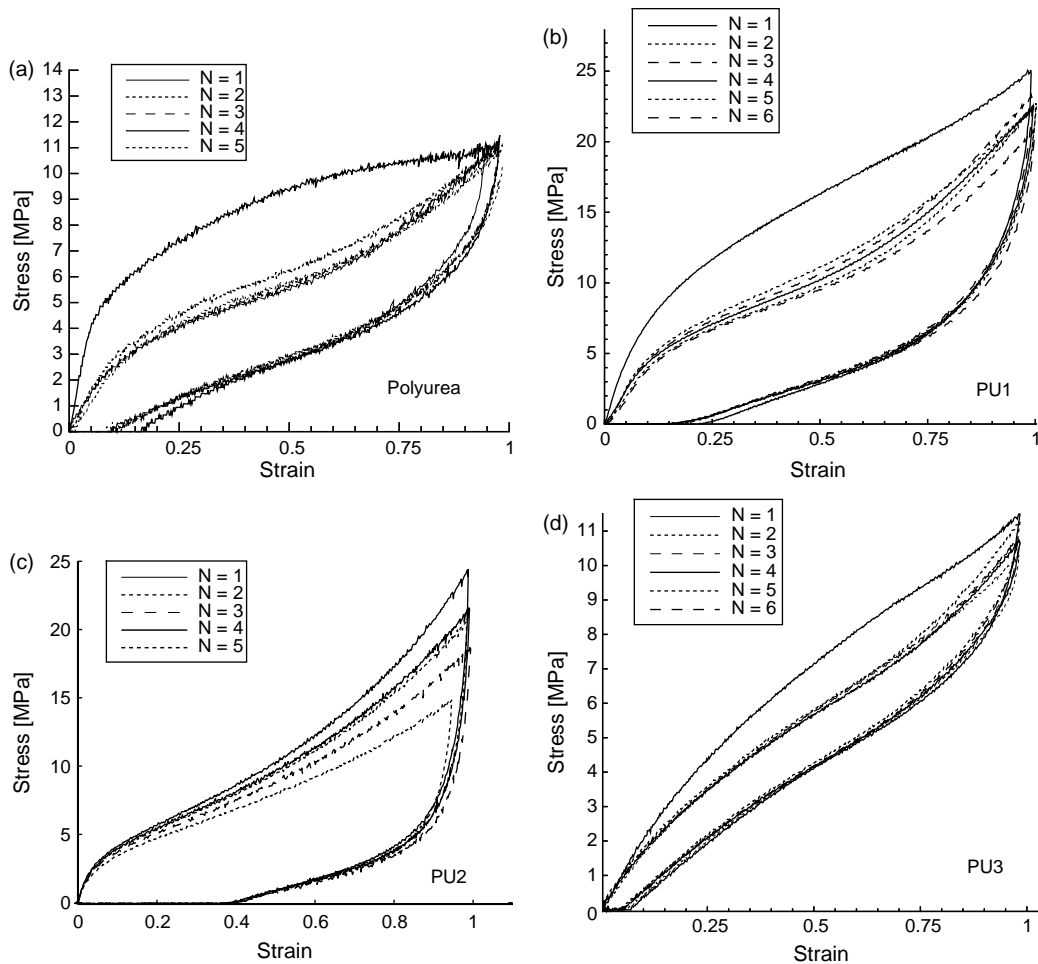 (a)
N = 1
N = 2
N = 3
N = 4
N = 5
Stress [MPa]
14
13
12
11
10
9
8
7
6
5
4
3
2
1
0
0
0.25
0.5
0.75
1
Strain
Polyurea
(b)
N = 1
N = 2
N = 3
N = 4
N = 5
N = 6
Stress [MPa]
25
20
15
10
5
0
0
0.25
0.5
0.75
1
Strain
PU1
(c)
N = 1
N = 2
N = 3
N = 4
N = 5
Stress [MPa]
25
20
15
10
5
0
0
0.2
0.4
0.6
0.8
1
Strain
PU2
(d)
N = 1
N = 2
N = 3
N = 4
N = 5
N = 6
Stress [MPa]
11
10
9
8
7
6
5
4
3
2
1
0
0.25
0.5
0.75
1
Strain
PU3